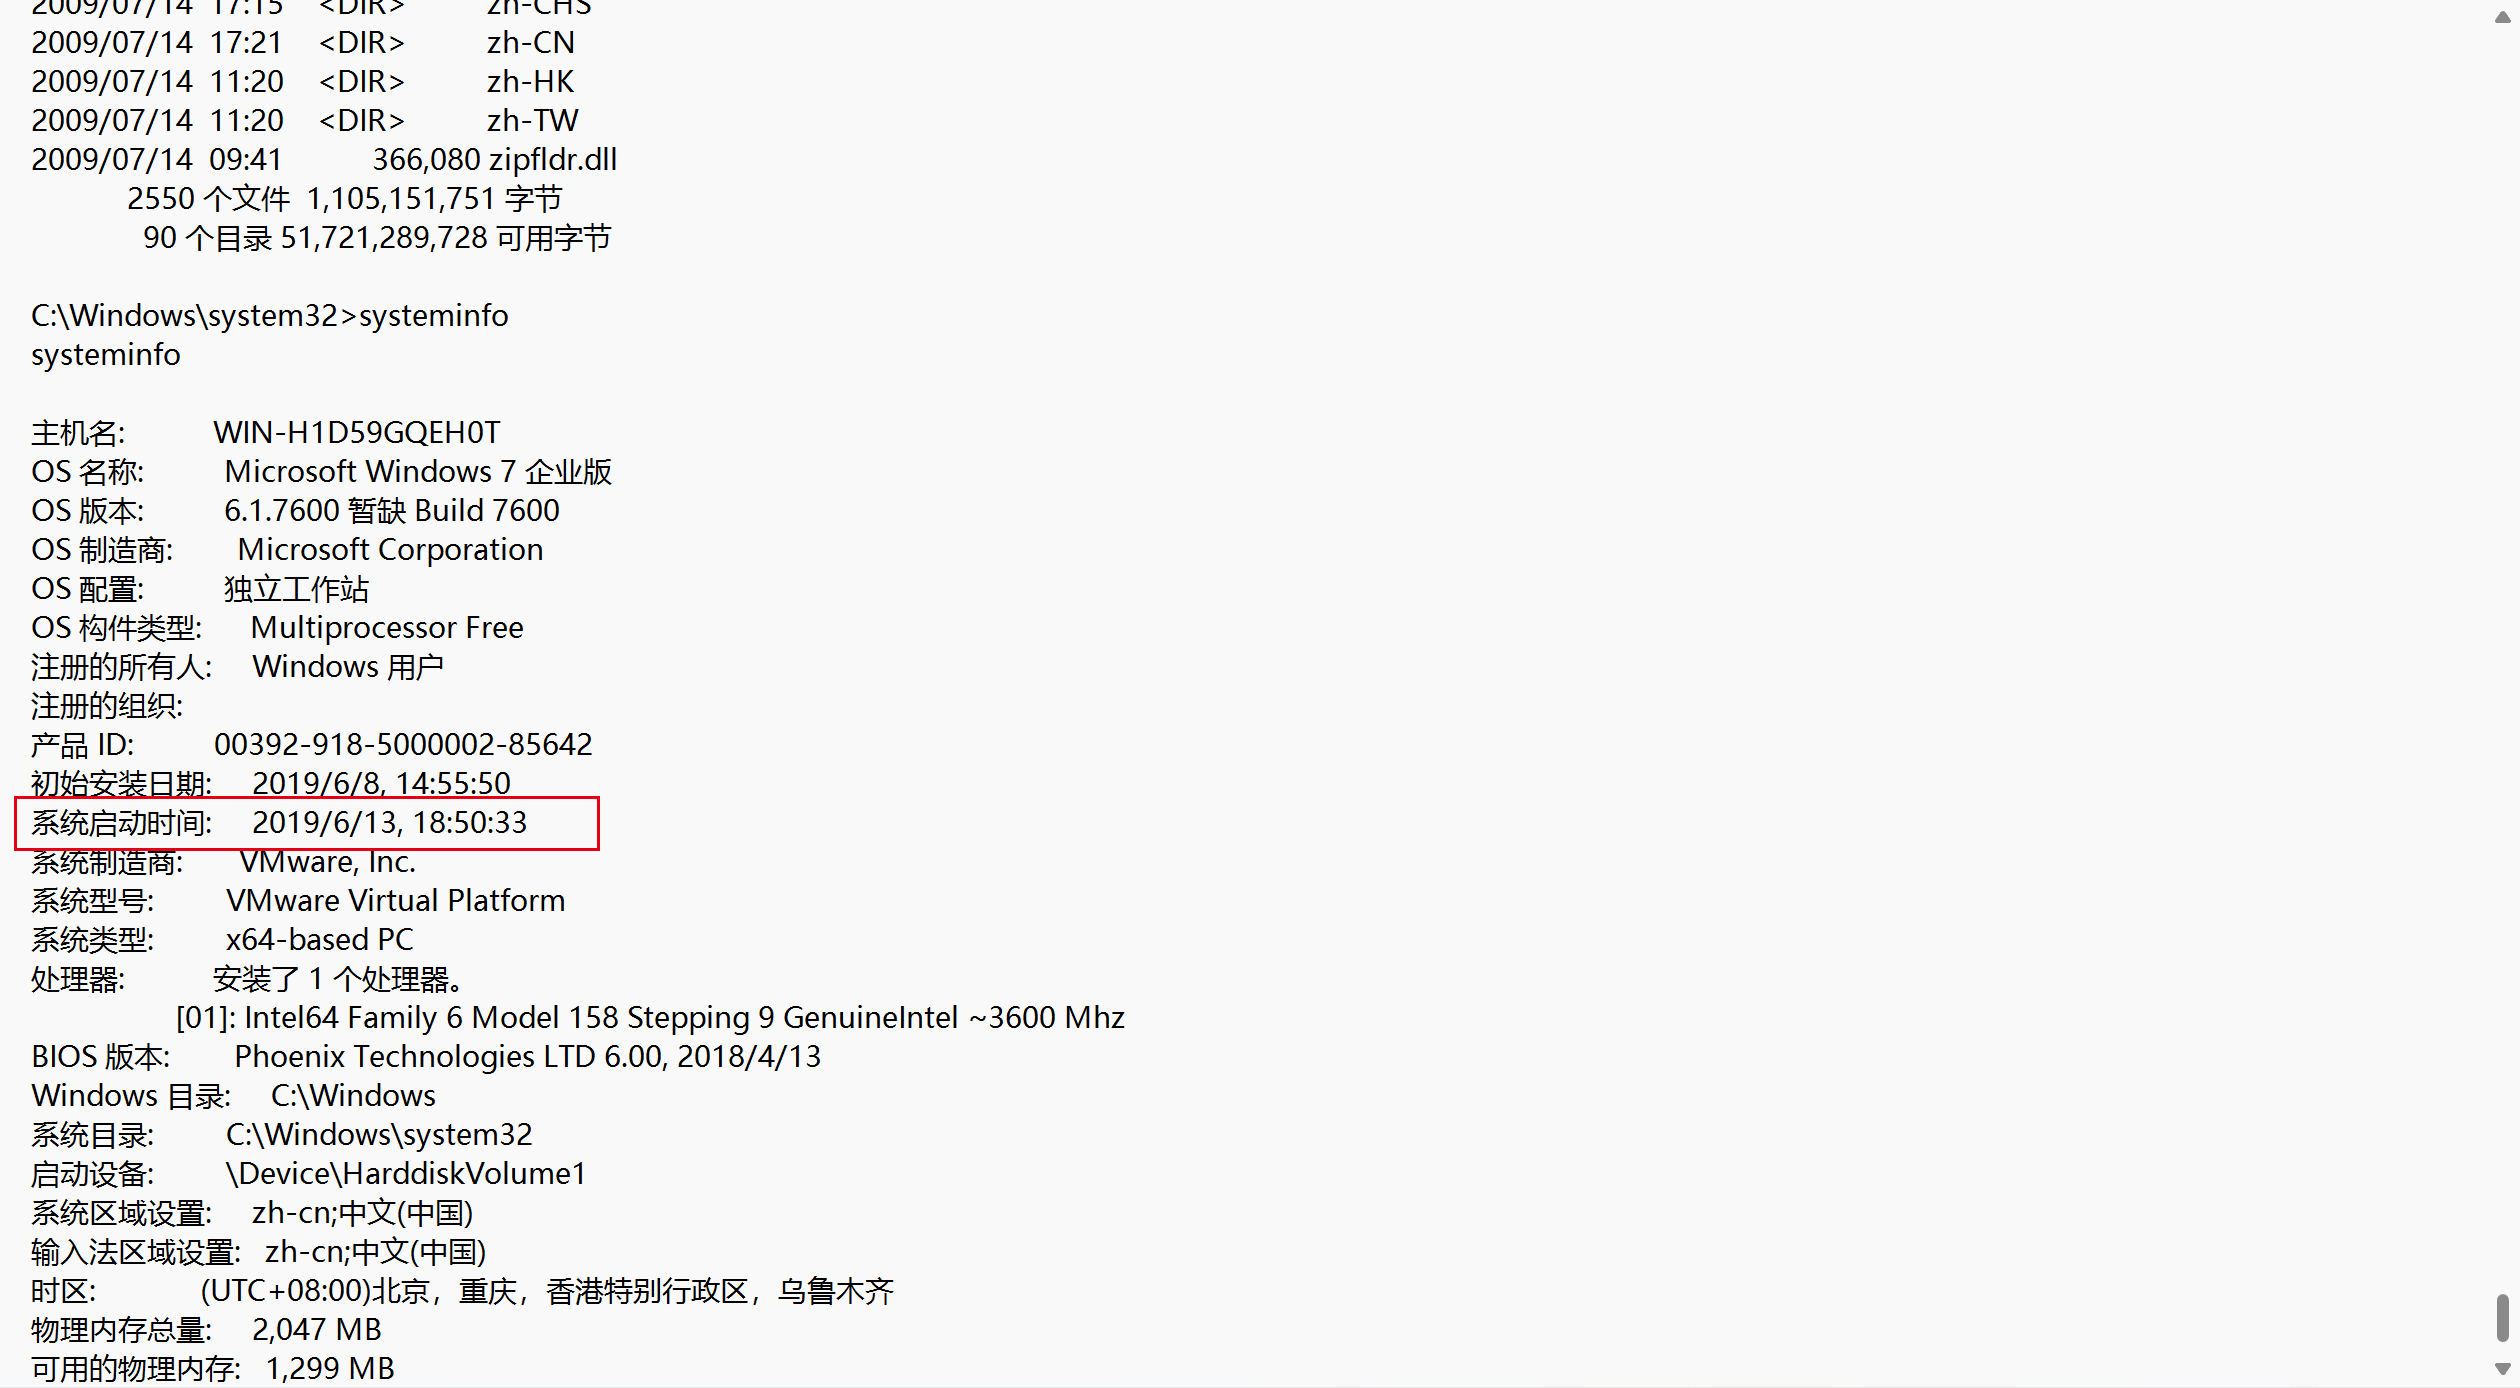 2009/07/14  17:15    <DIR>          zh-CHS
2009/07/14  17:21    <DIR>          zh-CN
2009/07/14  11:20    <DIR>          zh-HK
2009/07/14  11:20    <DIR>          zh-TW
2009/07/14  09:41           366,080 zipfldr.dll
            2550 个文件  1,105,151,751 字节
              90 个目录 51,721,289,728 可用字节
C:\Windows\system32>systeminfo
systeminfo
主机名:           WIN-H1D59GQEH0T
OS 名称:          Microsoft Windows 7 企业版
OS 版本:          6.1.7600 暂缺 Build 7600
OS 制造商:        Microsoft Corporation
OS 配置:          独立工作站
OS 构件类型:      Multiprocessor Free
注册的所有人:     Windows 用户
注册的组织:
产品 ID:          00392-918-5000002-85642
初始安装日期:     2019/6/8, 14:55:50
系统启动时间:     2019/6/13, 18:50:33
系统制造商:       VMware, Inc.
系统型号:         VMware Virtual Platform
系统类型:         x64-based PC
处理器:           安装了 1 个处理器。
                  [01]: Intel64 Family 6 Model 158 Stepping 9 GenuineIntel ~3600 Mhz
BIOS 版本:        Phoenix Technologies LTD 6.00, 2018/4/13
Windows 目录:     C:\Windows
系统目录:         C:\Windows\system32
启动设备:         \Device\HarddiskVolume1
系统区域设置:     zh-cn;中文(中国)
输入法区域设置:   zh-cn;中文(中国)
时区:             (UTC+08:00)北京，重庆，香港特别行政区，乌鲁木齐
物理内存总量:     2,047 MB
可用的物理内存:   1,299 MB